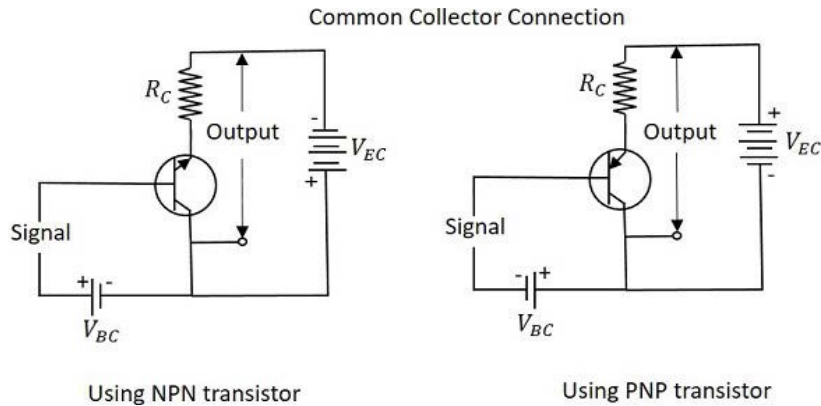 Common Collector Connection
R_C
Output
-
+
V_EC
Signal
+ -
V_BC
Using NPN transistor
R_C
Output
+
-
V_EC
Signal
- +
V_BC
Using PNP transistor